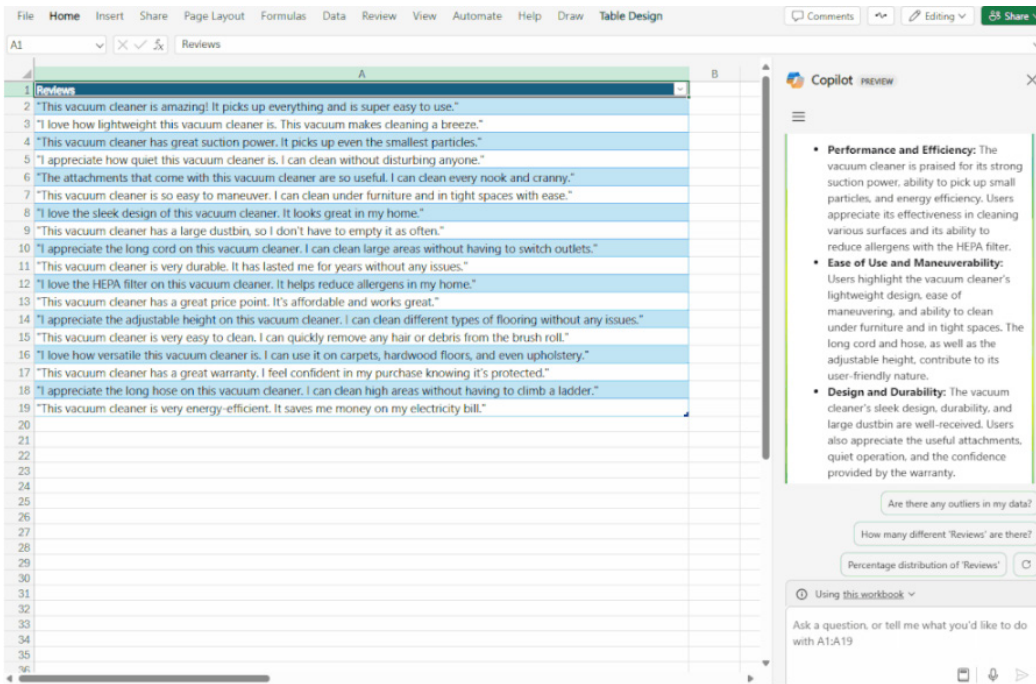 File Home Insert Share Page Layout Formulas Data Review View Automate Help Draw Table Design Comments Editing Share
A1 fx Reviews
A B
1 Reviews
2 "This vacuum cleaner is amazing! It picks up everything and is super easy to use."
3 "I love how lightweight this vacuum cleaner is. This vacuum makes cleaning a breeze."
4 "This vacuum cleaner has great suction power. It picks up even the smallest particles."
5 "I appreciate how quiet this vacuum cleaner is. I can clean without disturbing anyone."
6 "The attachments that come with this vacuum cleaner are so useful. I can clean every nook and cranny."
7 "This vacuum cleaner is so easy to maneuver. I can clean under furniture and in tight spaces with ease."
8 "I love the sleek design of this vacuum cleaner. It looks great in my home."
9 "This vacuum cleaner has a large dustbin, so I don't have to empty it as often."
10 "I appreciate the long cord on this vacuum cleaner. I can clean large areas without having to switch outlets."
11 "This vacuum cleaner is very durable. It has lasted me for years without any issues."
12 "I love the HEPA filter on this vacuum cleaner. It helps reduce allergens in my home."
13 "This vacuum cleaner has a great price point. It's affordable and works great."
14 "I appreciate the adjustable height on this vacuum cleaner. I can clean different types of flooring without any issues."
15 "This vacuum cleaner is very easy to clean. I can quickly remove any hair or debris from the brush roll."
16 "I love how versatile this vacuum cleaner is. I can use it on carpets, hardwood floors, and even upholstery."
17 "This vacuum cleaner has a great warranty. I feel confident in my purchase knowing it's protected."
18 "I appreciate the long hose on this vacuum cleaner. I can clean high areas without having to climb a ladder."
19 "This vacuum cleaner is very energy-efficient. It saves me money on my electricity bill."
20
21
22
23
24
25
26
27
28
29
30
31
32
33
34
35
36
Copilot PREVIEW
• Performance and Efficiency: The
vacuum cleaner is praised for its strong
suction power, ability to pick up small
particles, and energy efficiency. Users
appreciate its effectiveness in cleaning
various surfaces and its ability to
reduce allergens with the HEPA filter.
• Ease of Use and Maneuverability:
Users highlight the vacuum cleaner's
lightweight design, ease of
maneuvering, and ability to clean
under furniture and in tight spaces. The
long cord and hose, as well as the
adjustable height, contribute to its
user-friendly nature.
• Design and Durability: The vacuum
cleaner's sleek design, durability, and
large dustbin are well-received. Users
also appreciate the useful attachments,
quiet operation, and the confidence
provided by the warranty.
Are there any outliers in my data?
How many different 'Reviews' are there?
Percentage distribution of 'Reviews'
Using this workbook
Ask a question, or tell me what you'd like to do
with A1:A19